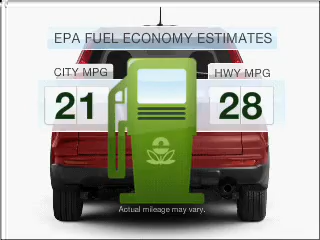 EPA FUEL ECONOMY ESTIMATES
CITY MPG
HWY MPG
21
28
Actual mileage may vary.